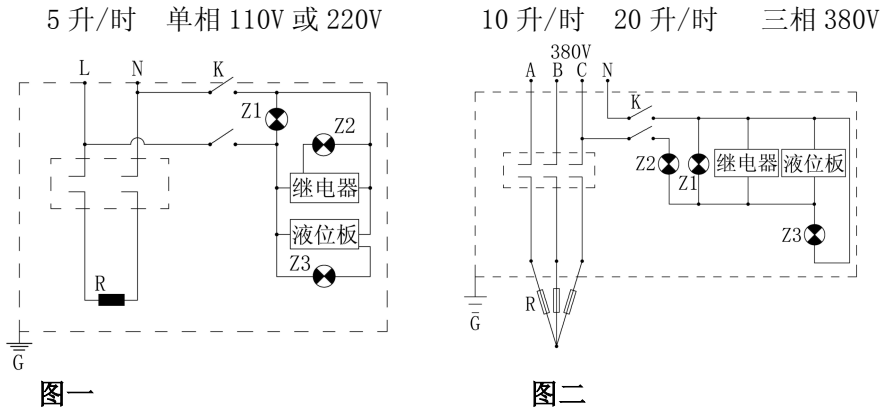 5升/时 单相110V或220V
L N K
Z1
Z2
继电器
液位板
Z3
R
G
图一
10升/时 20升/时 三相380V
380V
A B C N
K
Z2 Z1 继电器 液位板
Z3
R
G
图二